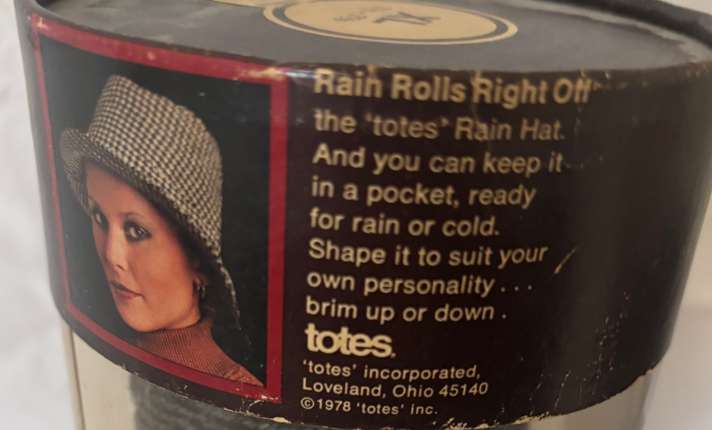 XL
Rain Rolls Right Off
the 'totes' Rain Hat.
And you can keep it
in a pocket, ready
for rain or cold.
Shape it to suit your
own personality . . .
brim up or down .
totes.
'totes' incorporated,
Loveland, Ohio 45140
©1978 'totes' inc.